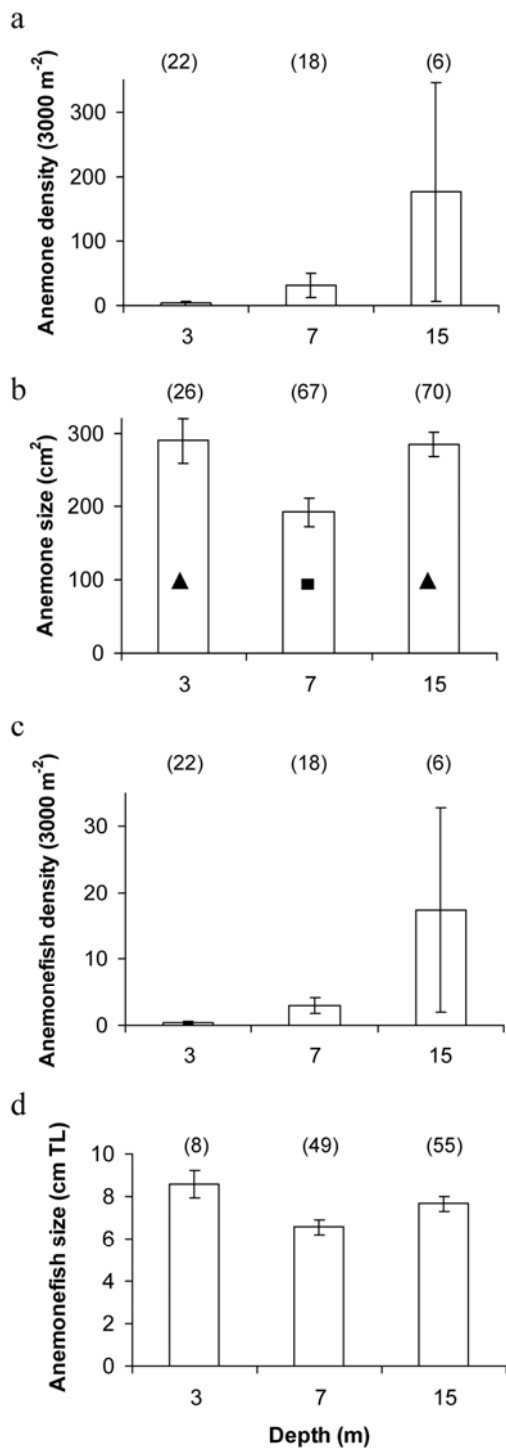 a
(22) (18) (6)
Anemone density (3000 m⁻²)
300
200
100
0
3 7 15
b
(26) (67) (70)
Anemone size (cm²)
300
200
100
0
3 7 15
c
(22) (18) (6)
Anemonefish density (3000 m⁻²)
30
20
10
0
3 7 15
d
(8) (49) (55)
Anemonefish size (cm TL)
10
8
6
4
2
0
3 7 15
Depth (m)